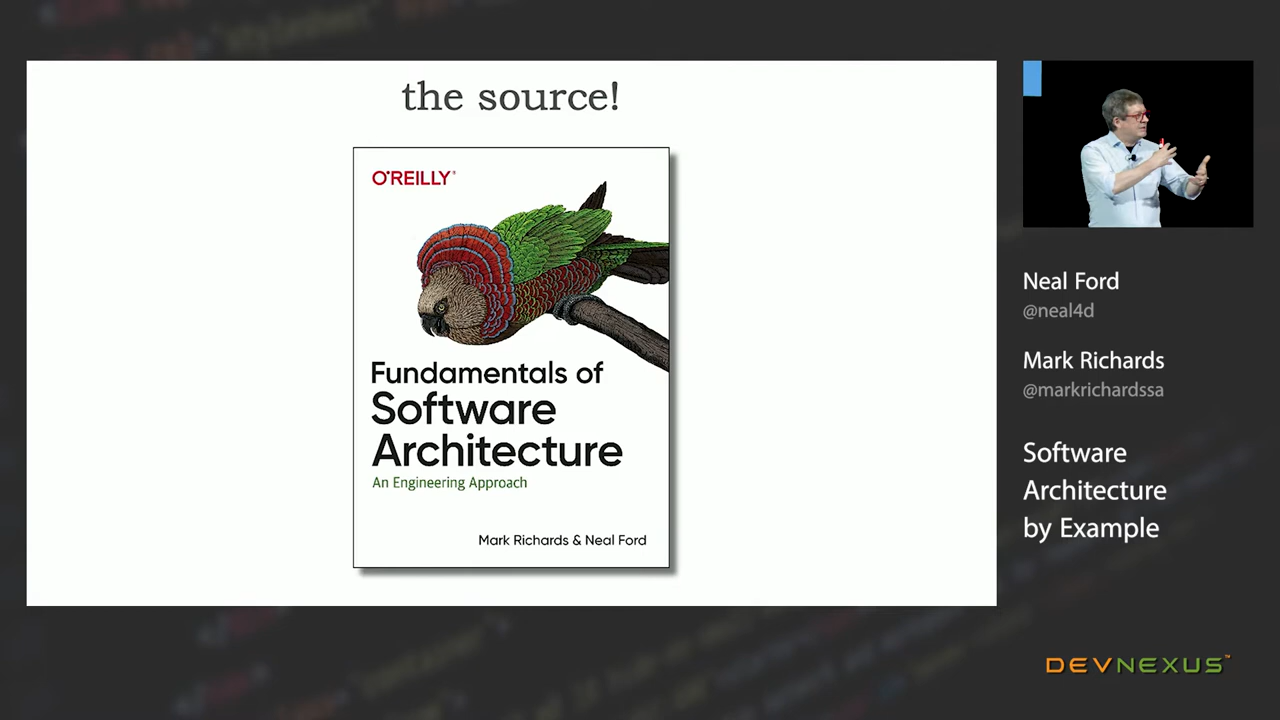 the source!
O'REILLY®
Fundamentals of
Software
Architecture
An Engineering Approach
Mark Richards & Neal Ford
Neal Ford
@neal4d
Mark Richards
@markrichardssa
Software
Architecture
by Example
DEVNEXUS™